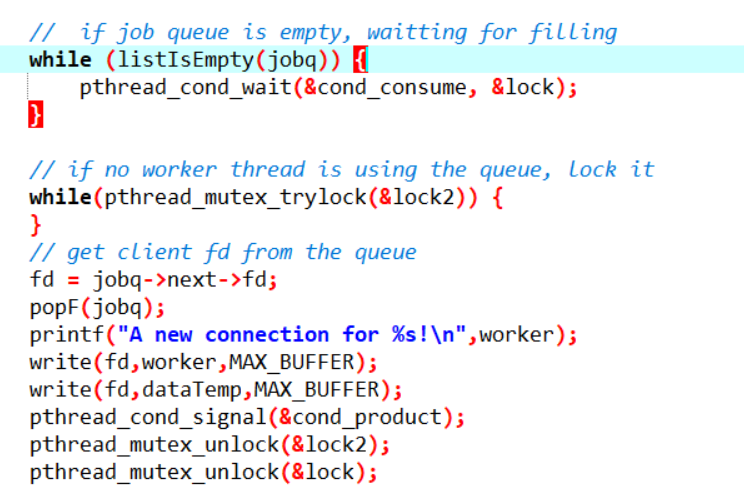 //  if job queue is empty, waitting for filling
while (listIsEmpty(jobq)) {
    pthread_cond_wait(&cond_consume, &lock);
}
// if no worker thread is using the queue, lock it
while(pthread_mutex_trylock(&lock2)) {
}
// get client fd from the queue
fd = jobq->next->fd;
popF(jobq);
printf("A new connection for %s!\n",worker);
write(fd,worker,MAX_BUFFER);
write(fd,dataTemp,MAX_BUFFER);
pthread_cond_signal(&cond_product);
pthread_mutex_unlock(&lock2);
pthread_mutex_unlock(&lock);